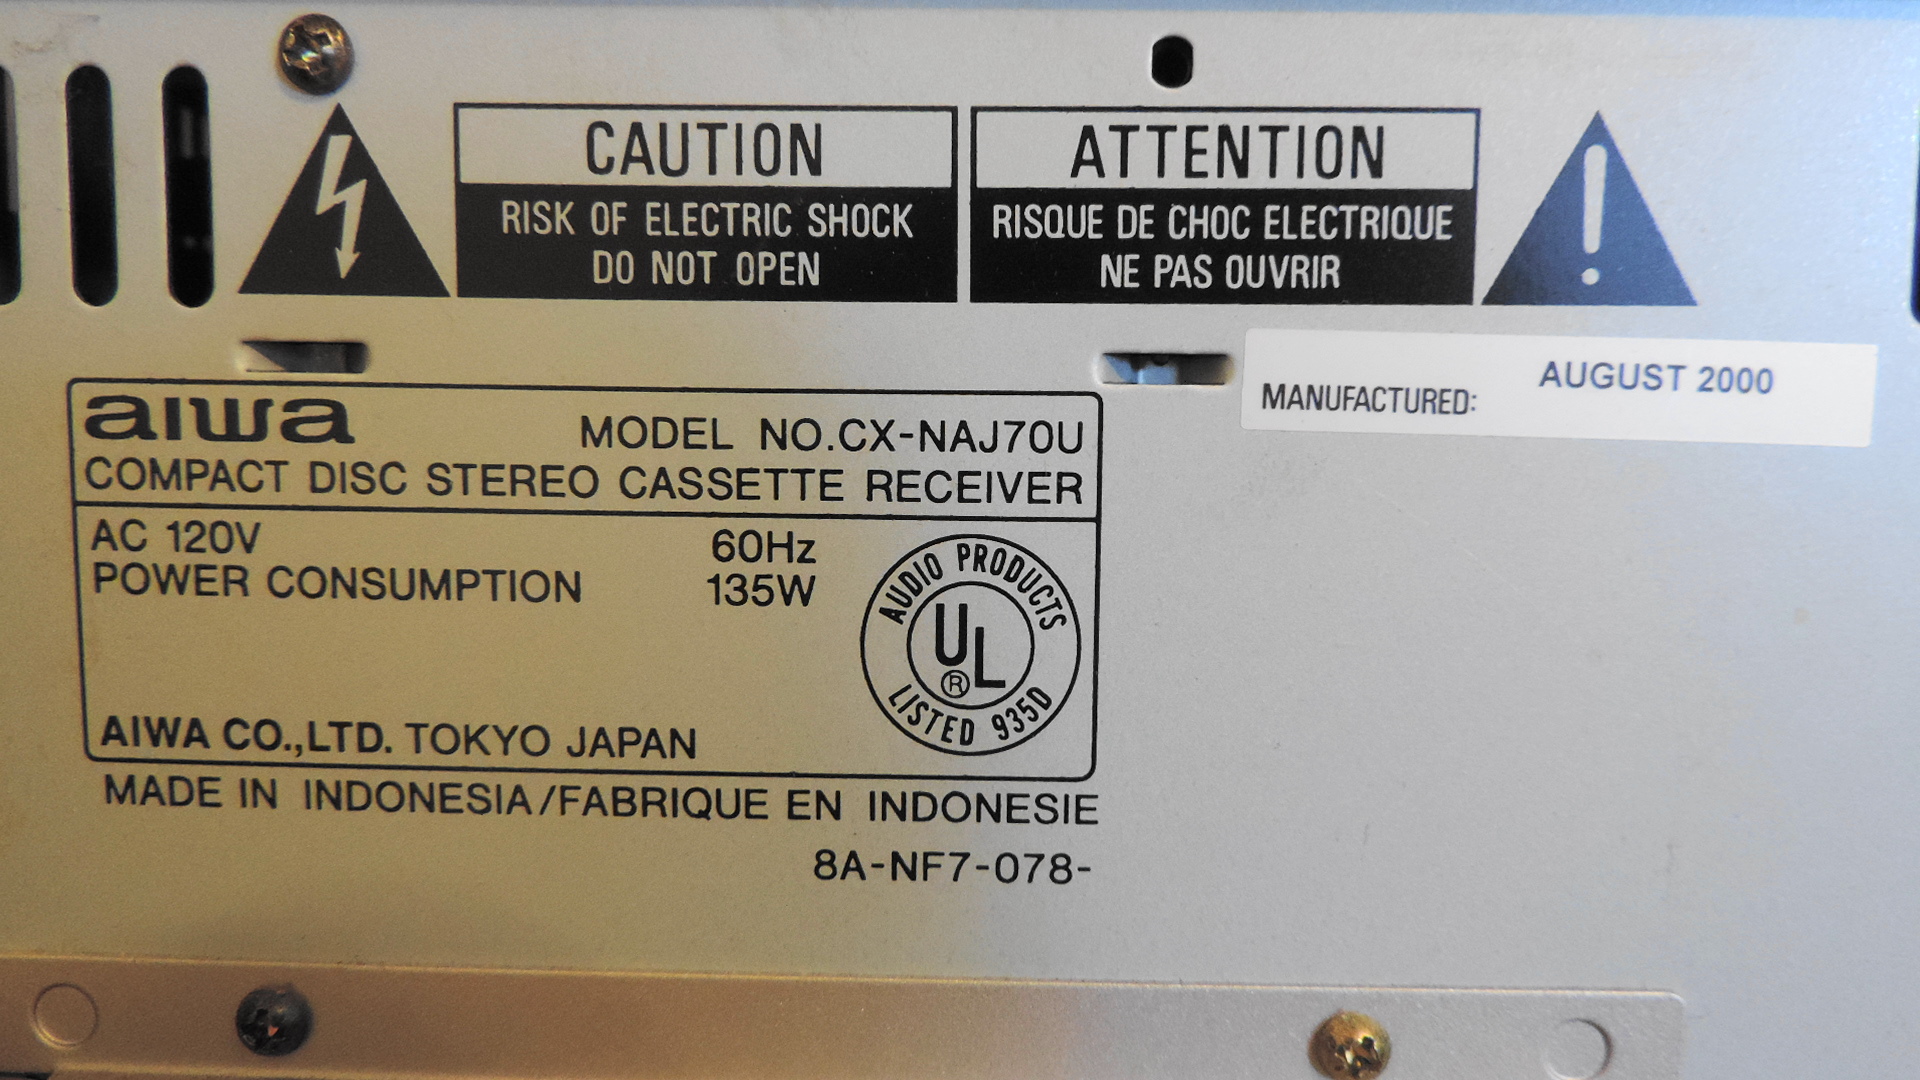 CAUTION
RISK OF ELECTRIC SHOCK
DO NOT OPEN
ATTENTION
RISQUE DE CHOC ELECTRIQUE
NE PAS OUVRIR
MANUFACTURED: AUGUST 2000
aiwa MODEL NO.CX-NAJ70U
COMPACT DISC STEREO CASSETTE RECEIVER
AC 120V 60Hz
POWER CONSUMPTION 135W
AUDIO PRODUCTS
UL
®
LISTED 935D
AIWA CO.,LTD. TOKYO JAPAN
MADE IN INDONESIA/FABRIQUE EN INDONESIE
8A-NF7-078-